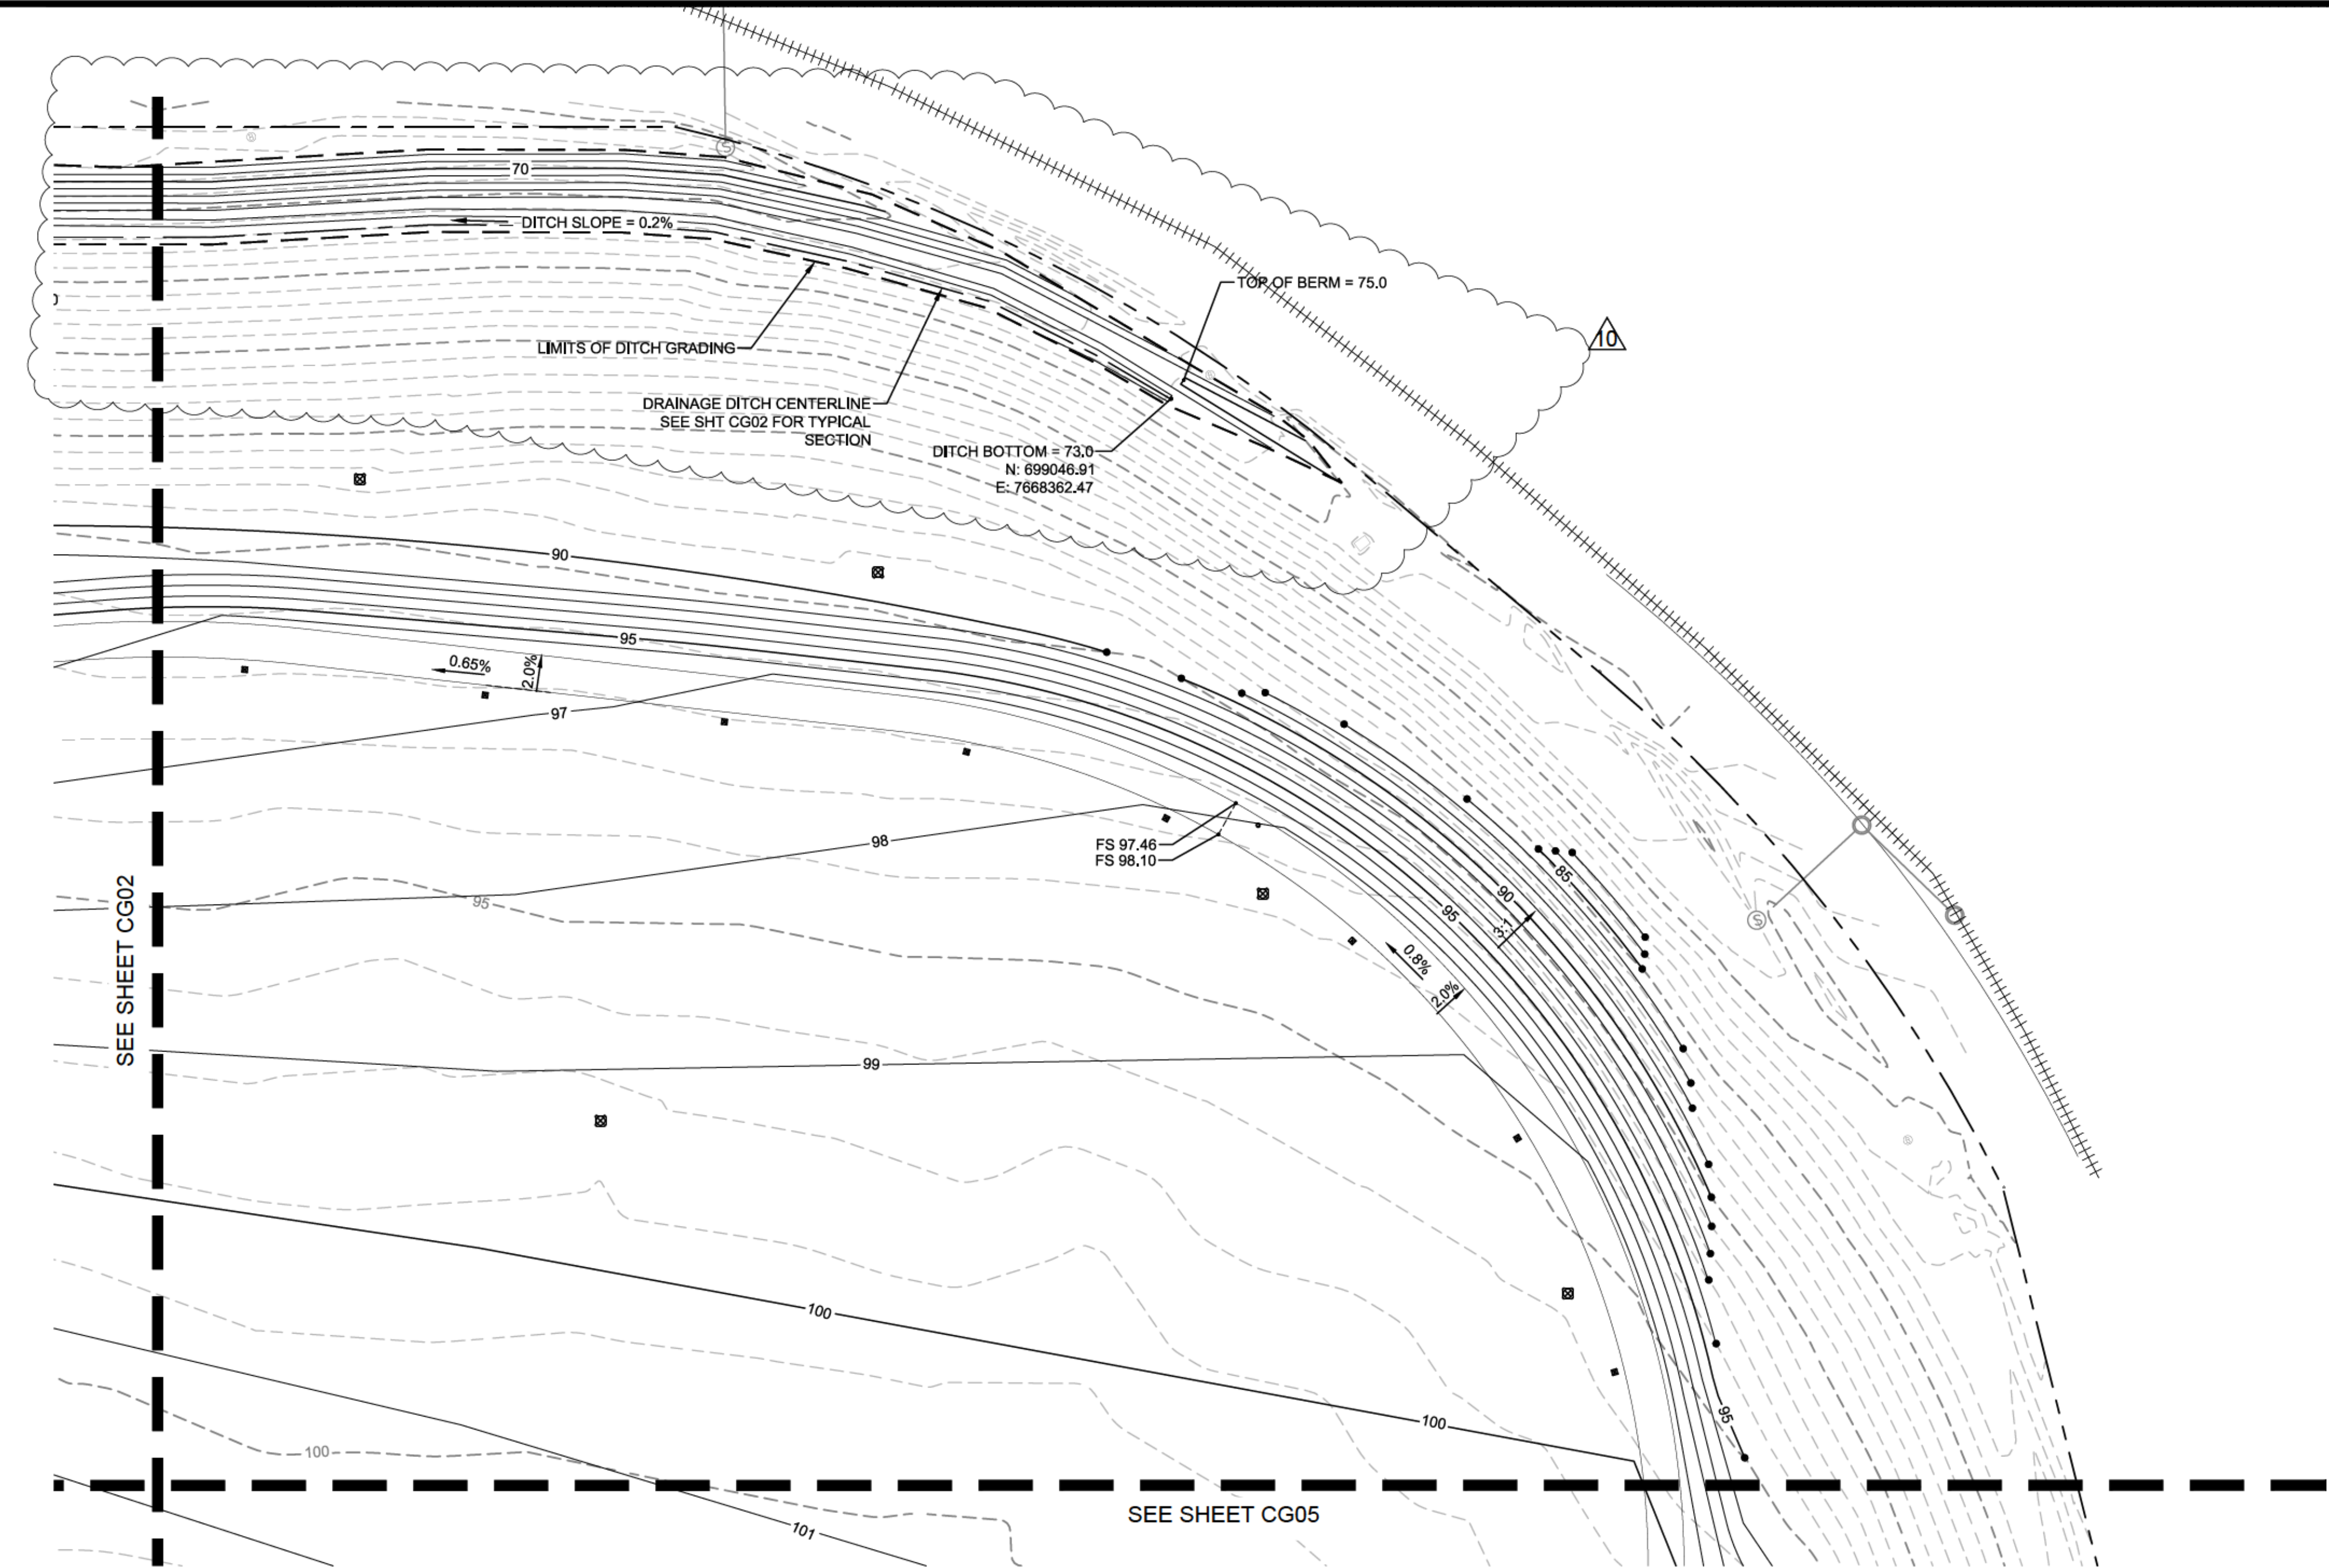 70
DITCH SLOPE = 0.2%
TOP OF BERM = 75.0
10
LIMITS OF DITCH GRADING
DRAINAGE DITCH CENTERLINE
SEE SHT CG02 FOR TYPICAL
SECTION
DITCH BOTTOM = 73.0
N: 699046.91
E: 7668362.47
90
95
0.65%
2.0%
97
98
FS 97.46
FS 98.10
85
90
95
3:1
95
0.8%
2.0%
SEE SHEET CG02
99
100
100
95
100
SEE SHEET CG05
101
S
S